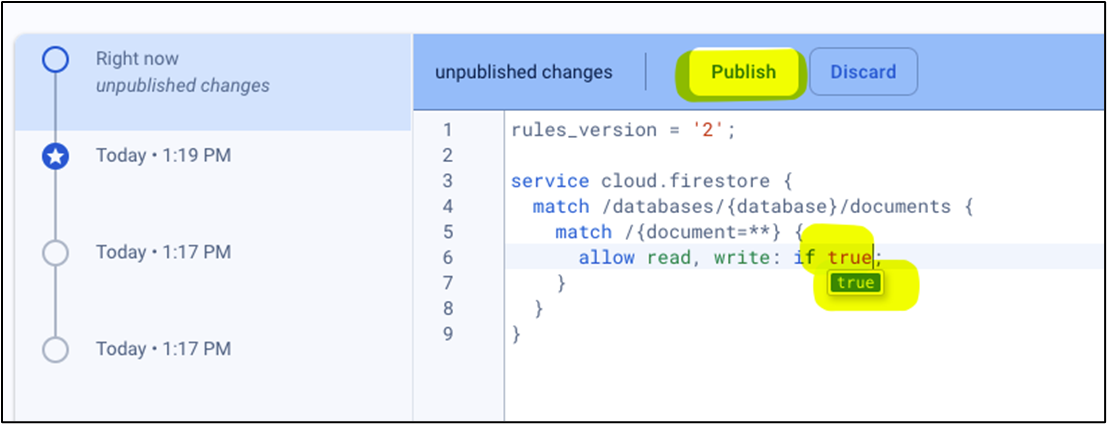 Right now
unpublished changes
Today • 1:19 PM
Today • 1:17 PM
Today • 1:17 PM
unpublished changes
Publish
Discard
1 rules_version = '2';
2
3 service cloud.firestore {
4   match /databases/{database}/documents {
5     match /{document=**} {
6       allow read, write: if true;
true
7     }
8   }
9 }